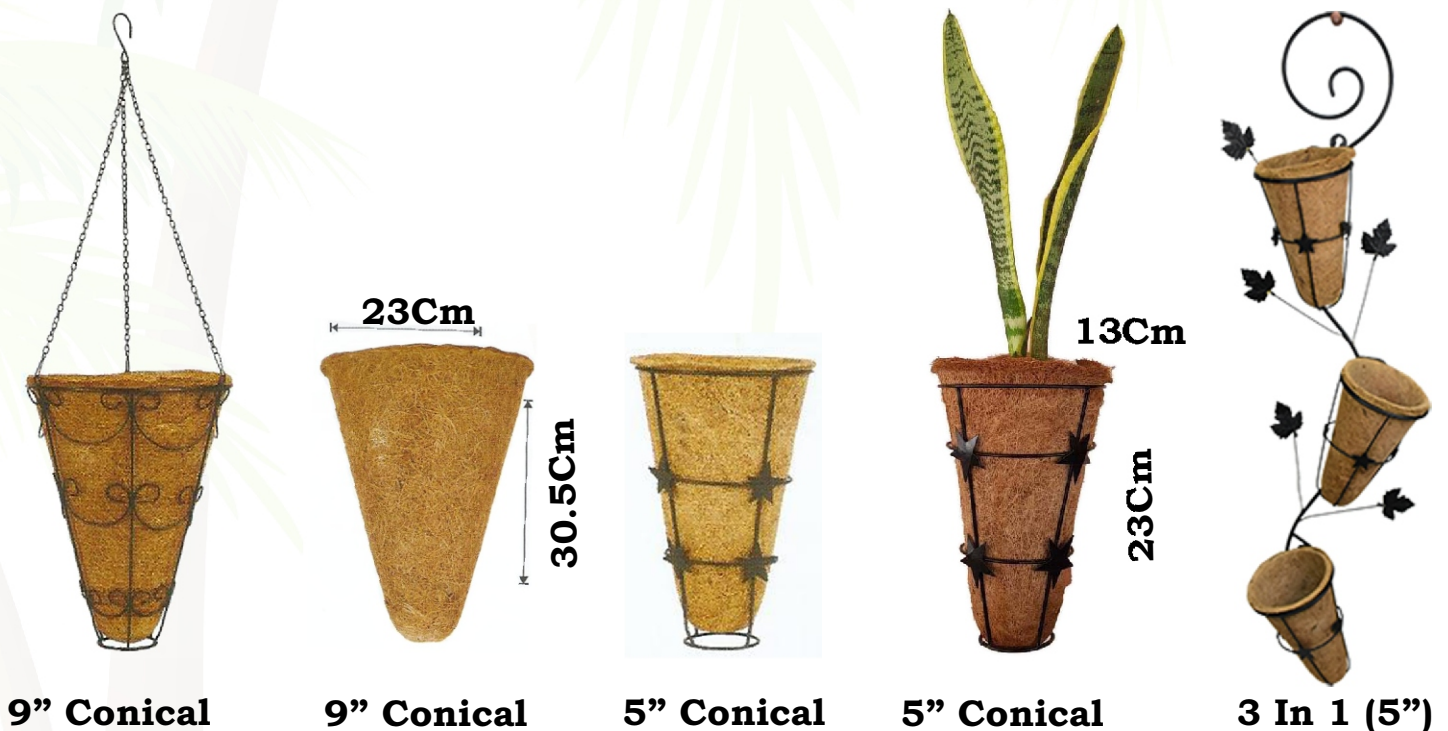 23Cm
30.5Cm
13Cm
23Cm
9” Conical
9” Conical
5” Conical
5” Conical
3 In 1 (5”)